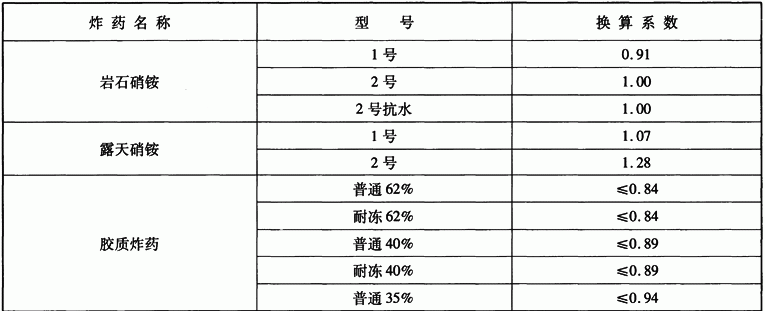 炸药名称 型号 换算系数
岩石硝铵 1号 0.91
2号 1.00
2号抗水 1.00
露天硝铵 1号 1.07
2号 1.28
胶质炸药 普通62% ≤0.84
耐冻62% ≤0.84
普通40% ≤0.89
耐冻40% ≤0.89
普通35% ≤0.94